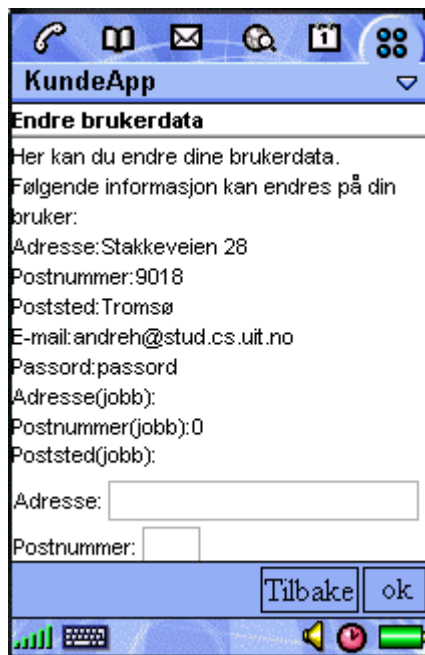 1
KundeApp
Endre brukerdata
Her kan du endre dine brukerdata.
Følgende informasjon kan endres på din
bruker:
Adresse:Stakkeveien 28
Postnummer:9018
Poststed:Tromsø
E-mail:andreh@stud.cs.uit.no
Passord:passord
Adresse(jobb):
Postnummer(jobb):0
Poststed(jobb):
Adresse:
Postnummer:
Tilbake ok